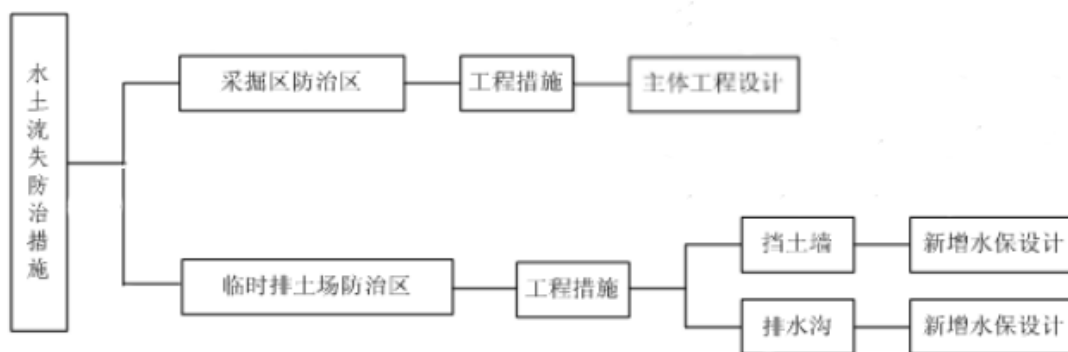 水土流失防治措施
采掘区防治区
工程措施
主体工程设计
临时排土场防治区
工程措施
挡土墙
新增水保设计
排水沟
新增水保设计